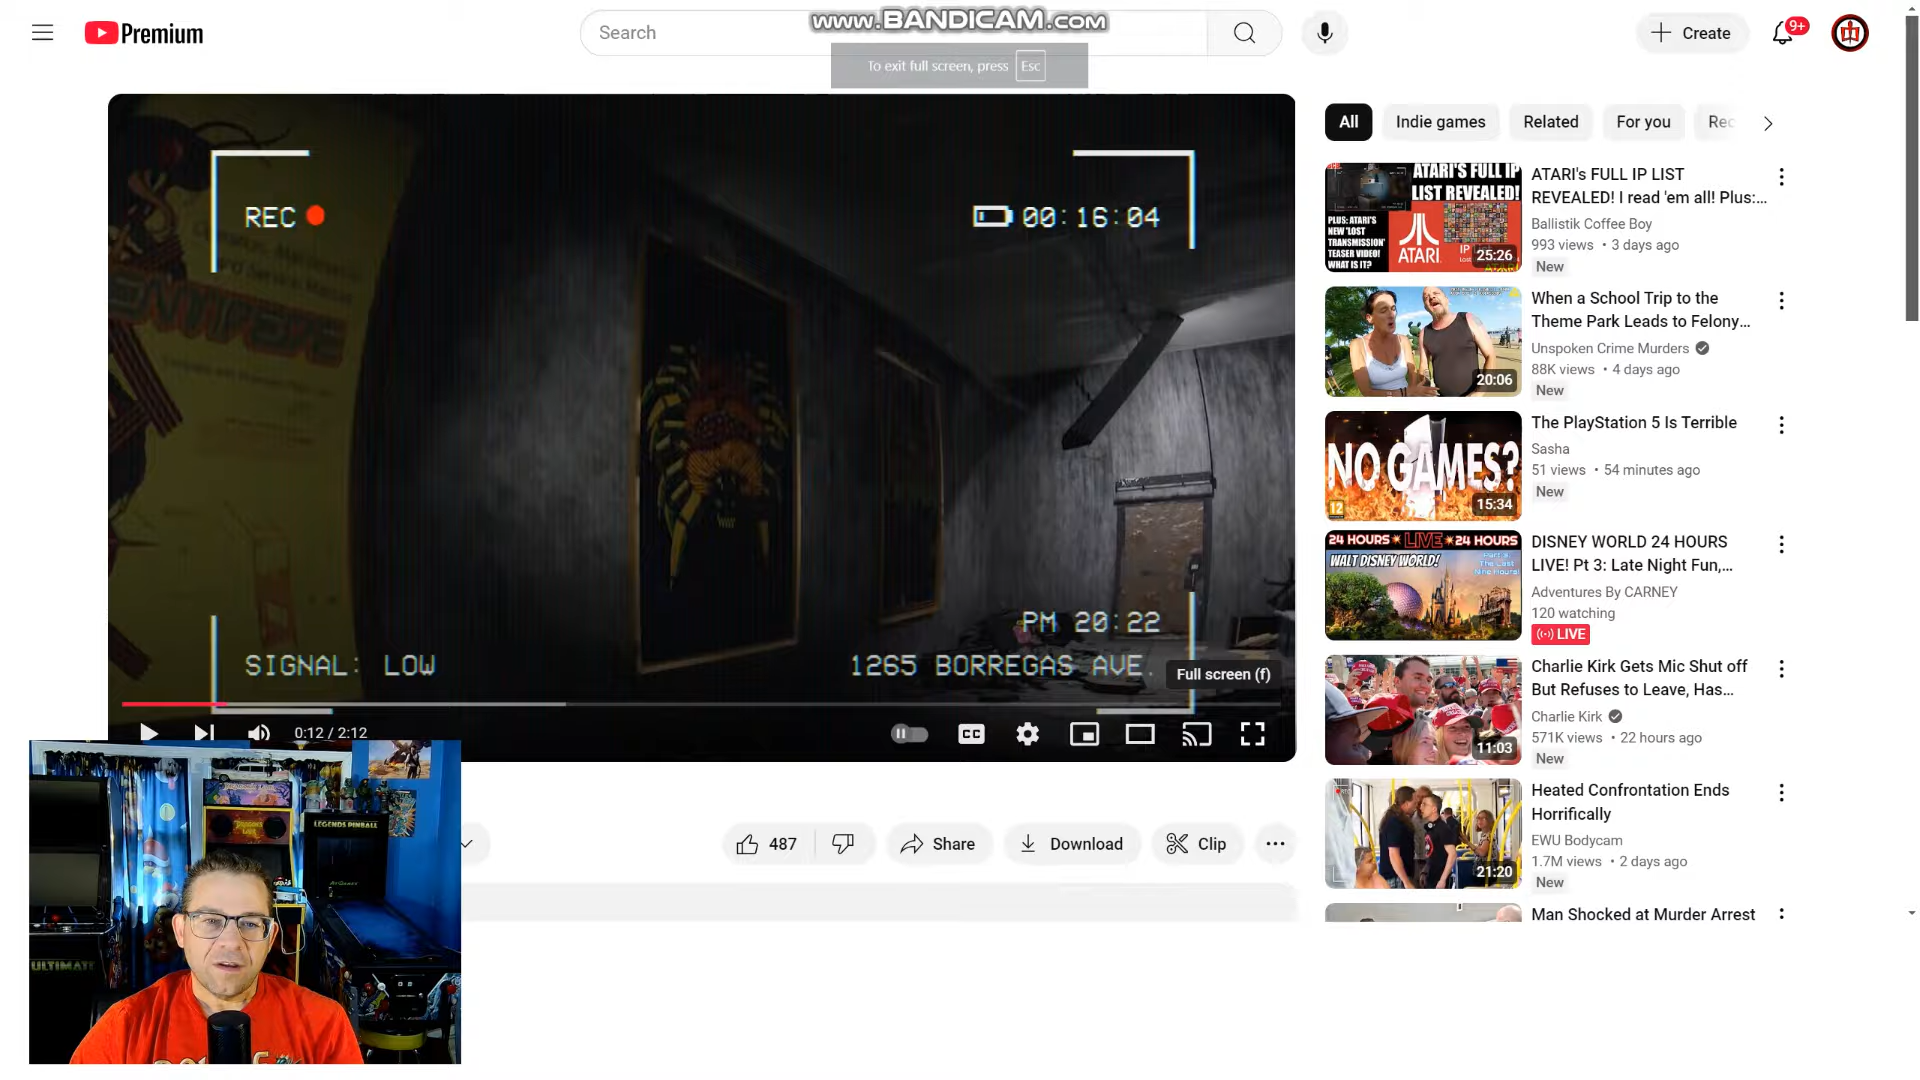 Premium
Search
www.BANDICAM.com
To exit full screen, press Esc
Create
9+
REC
00:16:04
PM 20:22
SIGNAL: LOW
1265 BORREGAS AVE.
Full screen (f)
0:12 / 2:12
CC
487
Share
Download
Clip
LEGENDS PINBALL
ULTIMATE
All
Indie games
Related
For you
Rec
ATARI'S FULL IP
LIST REVEALED!
PLUS: ATARI'S
NEW 'LOST
TRANSMISSION'
TEASER VIDEO!
WHAT IS IT?
ATARI
25:26
ATARI's FULL IP LIST
REVEALED! I read 'em all! Plus:...
Ballistik Coffee Boy
993 views • 3 days ago
New
20:06
When a School Trip to the
Theme Park Leads to Felony...
Unspoken Crime Murders
88K views • 4 days ago
New
NO GAMES?
12
15:34
The PlayStation 5 Is Terrible
Sasha
51 views • 54 minutes ago
New
24 HOURS LIVE 24 HOURS
WALT DISNEY WORLD!
DISNEY WORLD 24 HOURS
LIVE! Pt 3: Late Night Fun,...
Adventures By CARNEY
120 watching
LIVE
11:03
Charlie Kirk Gets Mic Shut off
But Refuses to Leave, Has...
Charlie Kirk
571K views • 22 hours ago
New
21:20
Heated Confrontation Ends
Horrifically
EWU Bodycam
1.7M views • 2 days ago
New
Man Shocked at Murder Arrest